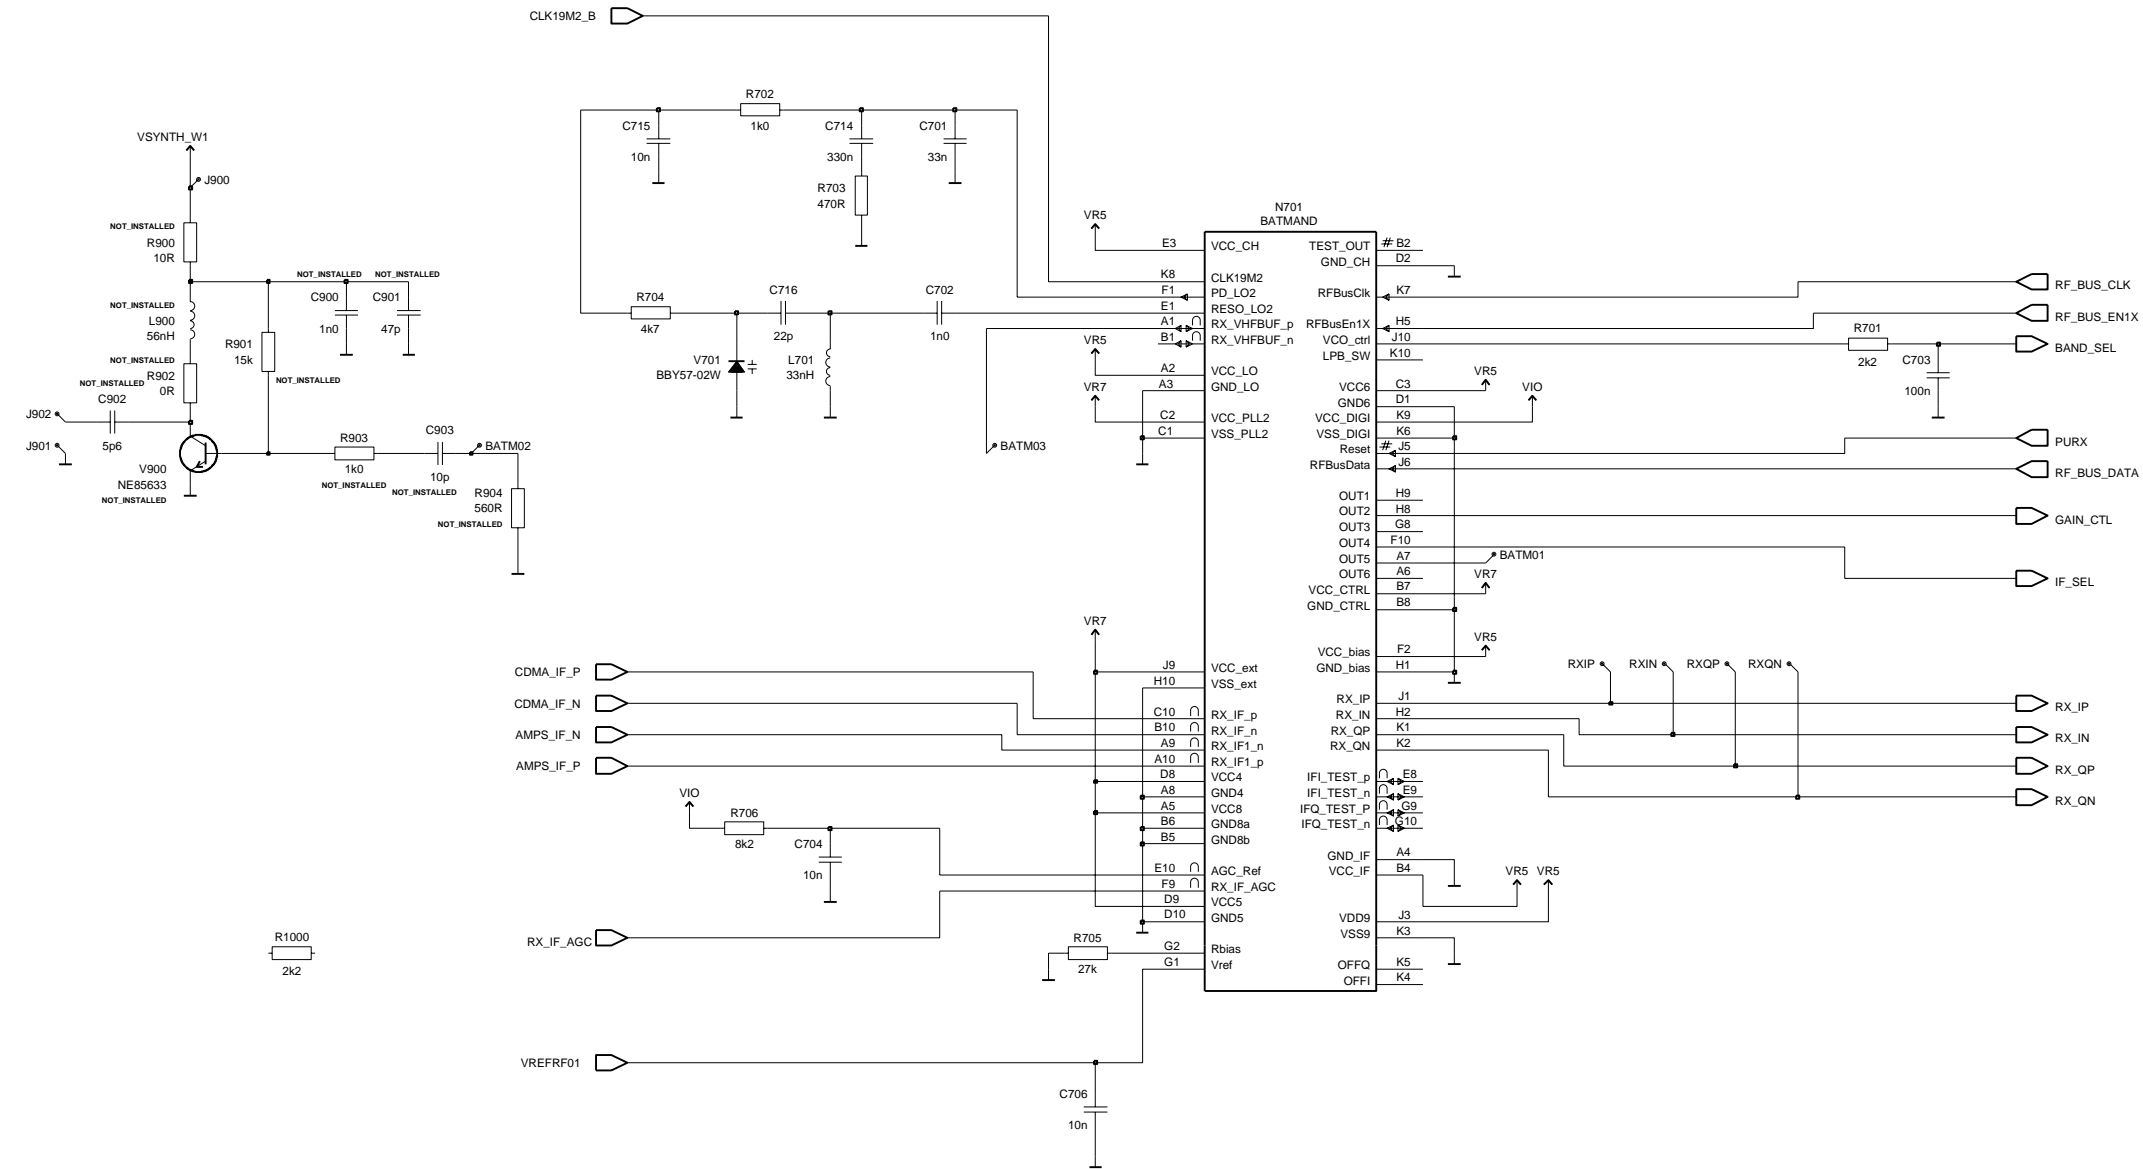 CLK19M2_B
VSYNTH_W1
J900
NOT_INSTALLED
R900
10R
NOT_INSTALLED
L900
56nH
NOT_INSTALLED
R902
0R
NOT_INSTALLED
C902
5p6
J902
J901
V900
NE85633
NOT_INSTALLED
R901
15k
NOT_INSTALLED
NOT_INSTALLED
C900
1n0
NOT_INSTALLED
C901
47p
R903
1k0
NOT_INSTALLED
C903
10p
NOT_INSTALLED
BATM02
R904
560R
NOT_INSTALLED
R1000
2k2
C715
10n
R702
1k0
C714
330n
R703
470R
C701
33n
R704
4k7
V701
BBY57-02W
C716
22p
L701
33nH
C702
1n0
BATM03
VR5
VR5
VR7
VR7
CDMA_IF_P
CDMA_IF_N
AMPS_IF_N
AMPS_IF_P
VIO
R706
8k2
C704
10n
RX_IF_AGC
R705
27k
VREFRF01
C706
10n
N701
BATMAND
E3 VCC_CH
K8 CLK19M2
F1 PD_LO2
E1 RESO_LO2
A1 RX_VHFBUF_p
B1 RX_VHFBUF_n
A2 VCC_LO
A3 GND_LO
C2 VCC_PLL2
C1 VSS_PLL2
J9 VCC_ext
H10 VSS_ext
C10 RX_IF_p
B10 RX_IF_n
A9 RX_IF1_n
A10 RX_IF1_p
D8 VCC4
A8 GND4
A5 VCC8
B6 GND8a
B5 GND8b
E10 AGC_Ref
F9 RX_IF_AGC
D9 VCC5
D10 GND5
G2 Rbias
G1 Vref
TEST_OUT # B2
GND_CH D2
RFBusClk K7
RFBusEn1X H5
VCO_ctrl J10
LPB_SW K10
VCC6 C3
GND6 D1
VCC_DIGI K9
VSS_DIGI K6
Reset # J5
RFBusData J6
OUT1 H9
OUT2 H8
OUT3 G8
OUT4 F10
OUT5 A7
OUT6 A6
VCC_CTRL B7
GND_CTRL B8
VCC_bias F2
GND_bias H1
RX_IP J1
RX_IN H2
RX_QP K1
RX_QN K2
IFI_TEST_p E8
IFI_TEST_n E9
IFQ_TEST_P G9
IFQ_TEST_n G10
GND_IF A4
VCC_IF B4
VDD9 J3
VSS9 K3
OFFQ K5
OFFI K4
VR5
VIO
BATM01
VR7
VR5
VR5 VR5
RXIP RXIN RXQP RXQN
R701
2k2
C703
100n
RF_BUS_CLK
RF_BUS_EN1X
BAND_SEL
PURX
RF_BUS_DATA
GAIN_CTL
IF_SEL
RX_IP
RX_IN
RX_QP
RX_QN